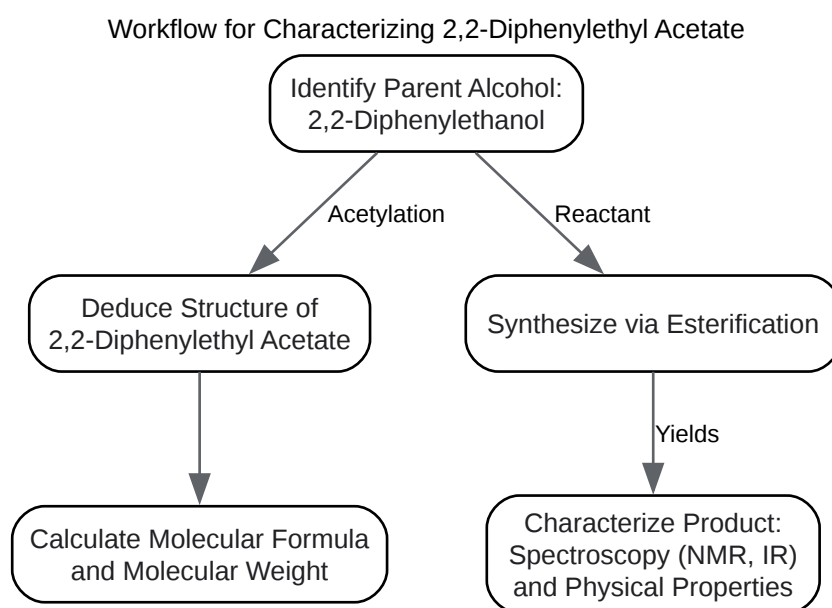 Workflow for Characterizing 2,2-Diphenylethyl Acetate
Identify Parent Alcohol:
2,2-Diphenylethanol
Acetylation
Reactant
Deduce Structure of
2,2-Diphenylethyl Acetate
Synthesize via Esterification
Yields
Calculate Molecular Formula
and Molecular Weight
Characterize Product:
Spectroscopy (NMR, IR)
and Physical Properties